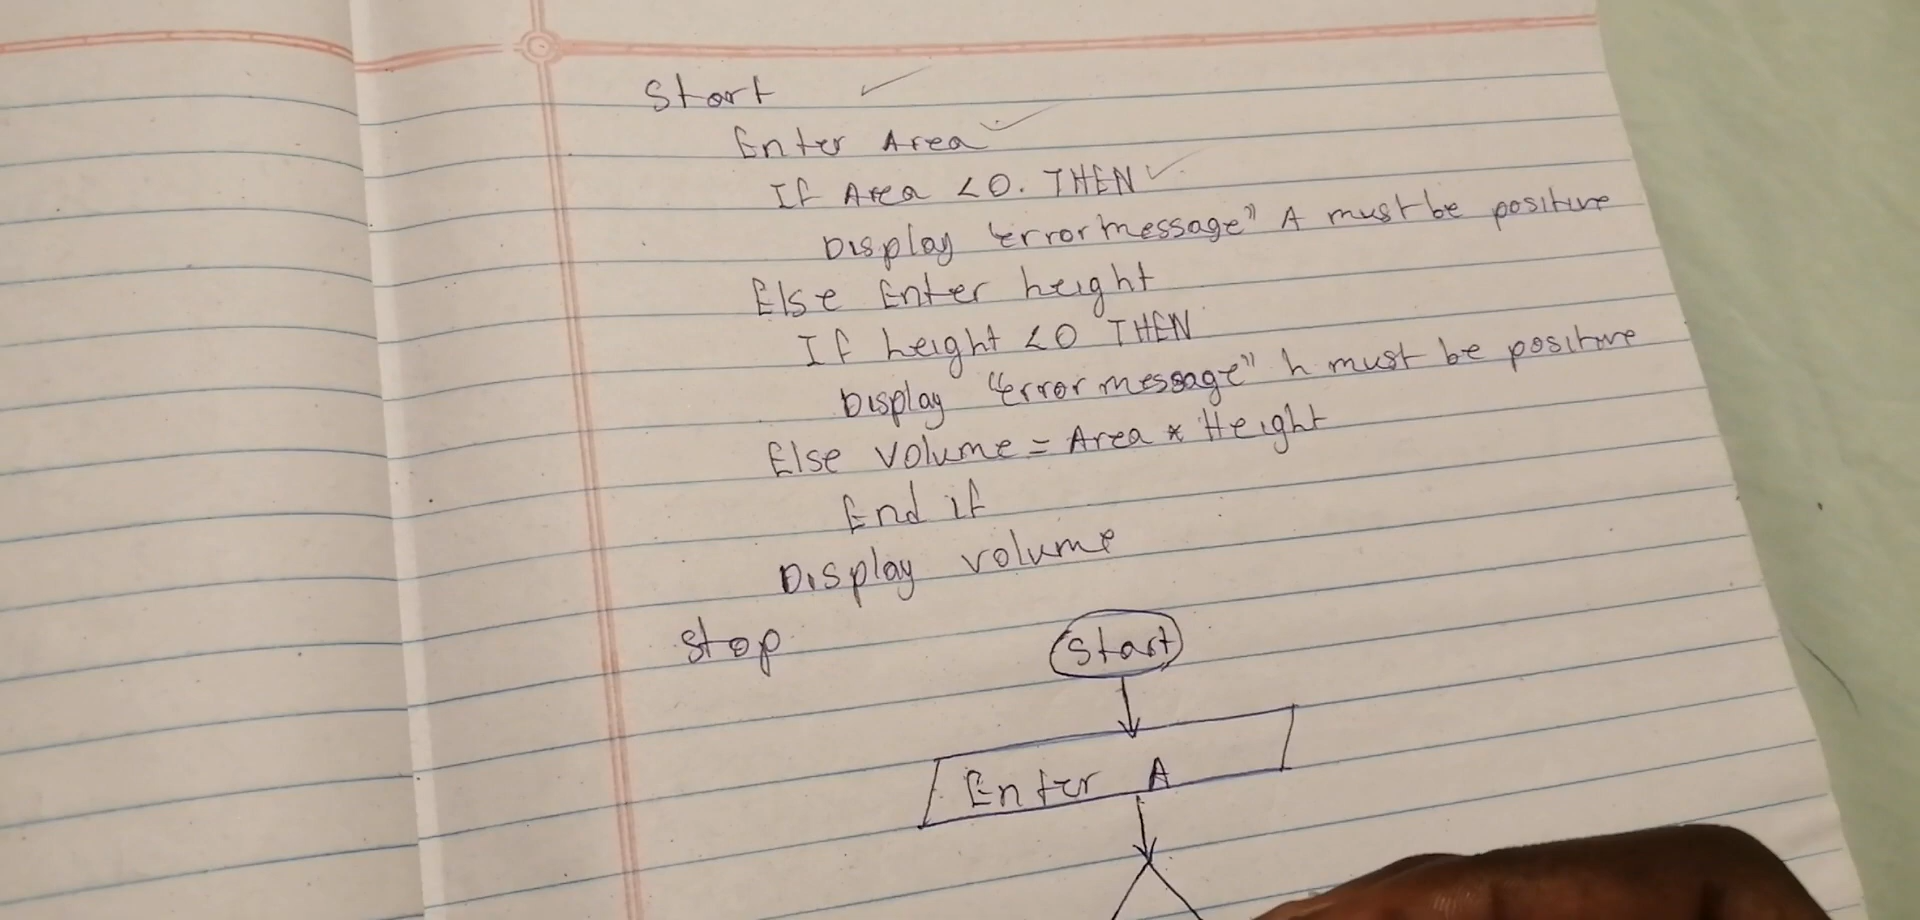 Start
Enter Area
If Area <0. THEN
Display "error message" A must be positive
Else Enter height
If height <0 THEN
Display "error message" h must be positive
Else Volume = Area * Height
End if
Display volume
Stop
Start
Enter A